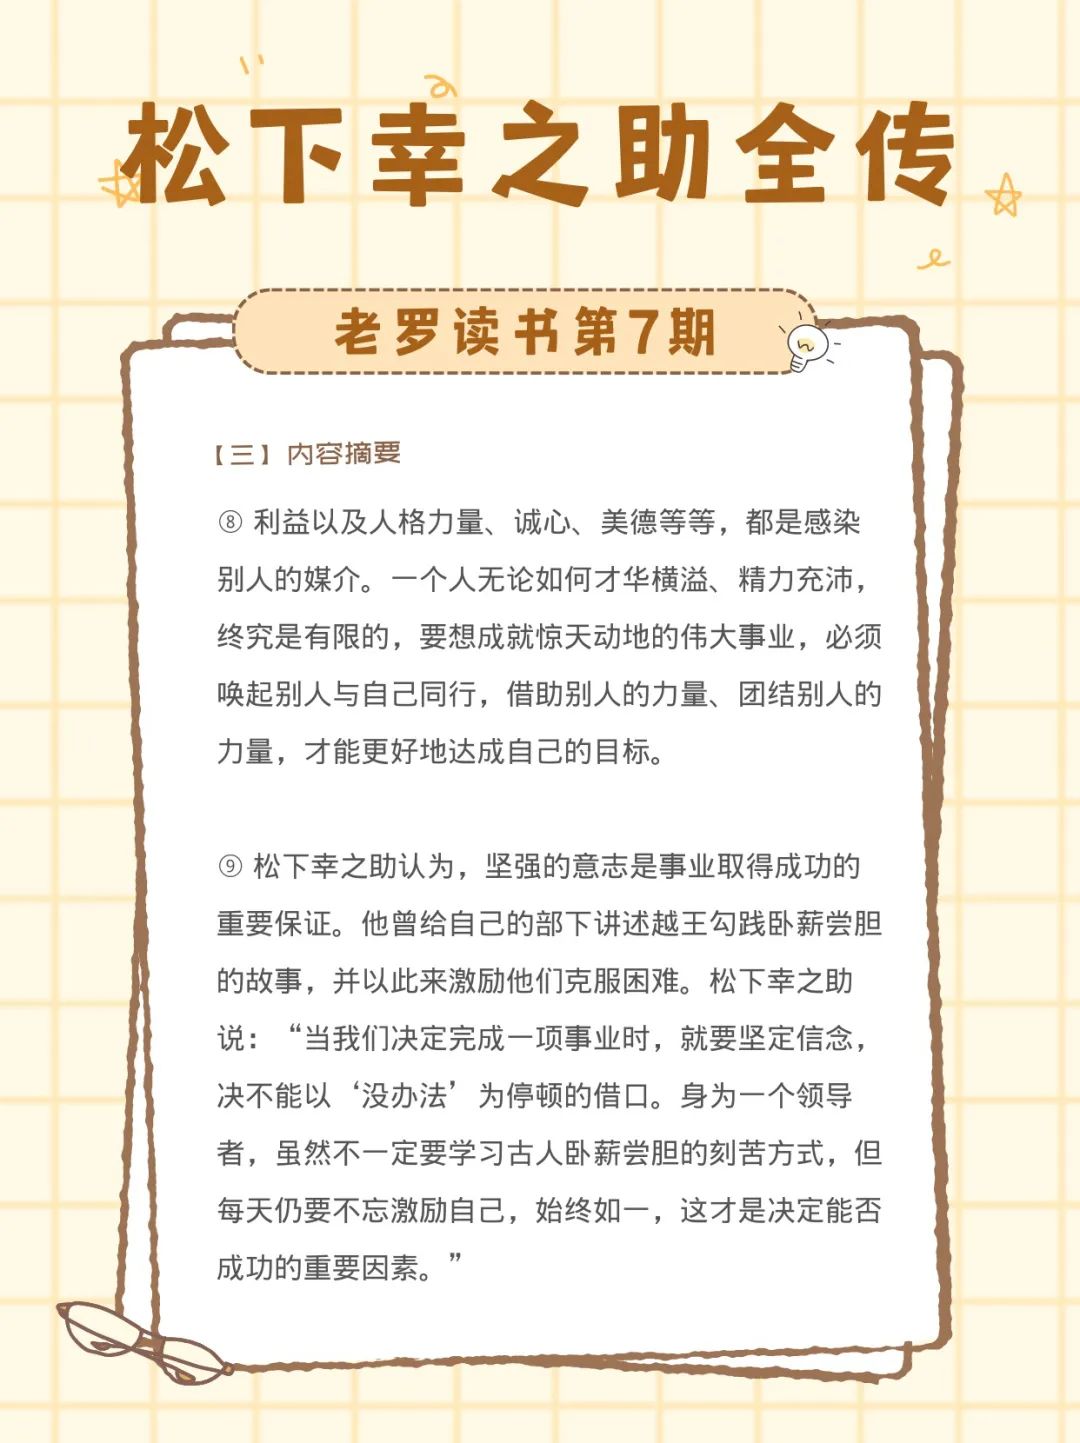 松下幸之助全传
老罗读书第7期
【三】内容摘要
⑧ 利益以及人格力量、诚心、美德等等，都是感染
别人的媒介。一个人无论如何才华横溢、精力充沛，
终究是有限的，要想成就惊天动地的伟大事业，必须
唤起别人与自己同行，借助别人的力量、团结别人的
力量，才能更好地达成自己的目标。
⑨ 松下幸之助认为，坚强的意志是事业取得成功的
重要保证。他曾给自己的部下讲述越王勾践卧薪尝胆
的故事，并以此来激励他们克服困难。松下幸之助
说：“当我们决定完成一项事业时，就要坚定信念，
决不能以‘没办法’为停顿的借口。身为一个领导
者，虽然不一定要学习古人卧薪尝胆的刻苦方式，但
每天仍要不忘激励自己，始终如一，这才是决定能否
成功的重要因素。”